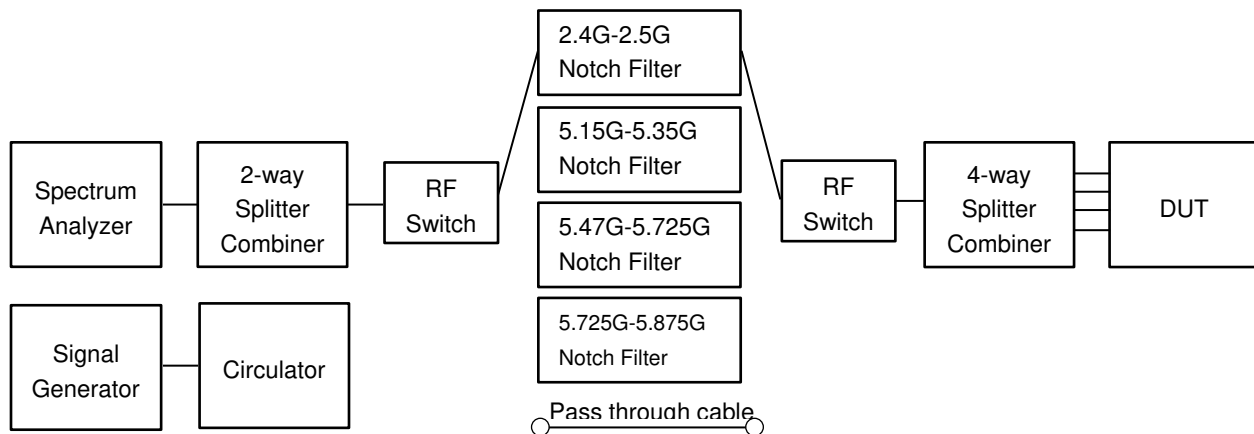 2.4G-2.5G
Notch Filter
5.15G-5.35G
Notch Filter
Spectrum
Analyzer
2-way
Splitter
Combiner
RF
Switch
RF
Switch
4-way
Splitter
Combiner
DUT
5.47G-5.725G
Notch Filter
5.725G-5.875G
Notch Filter
Signal
Generator
Circulator
Pass through cable